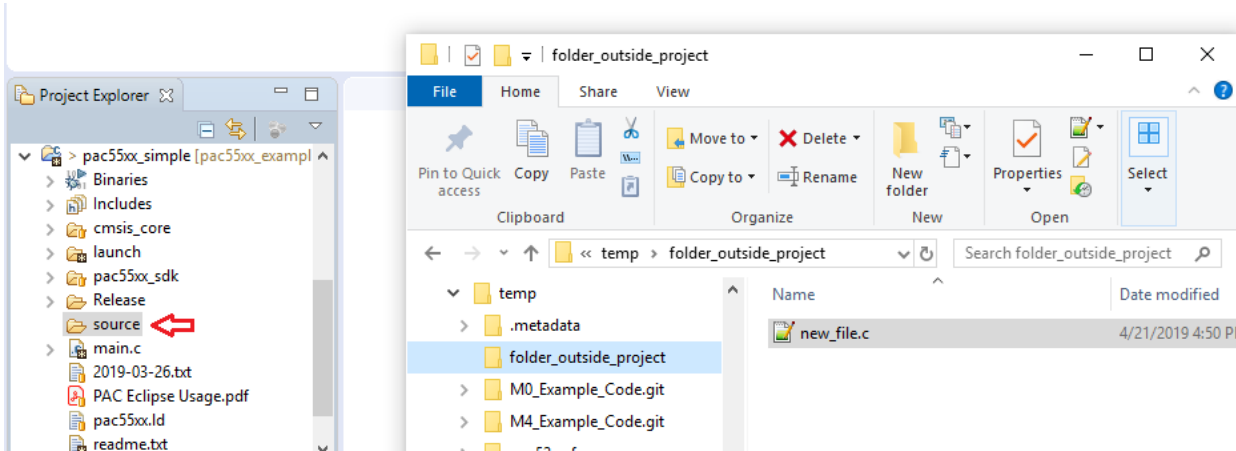 Project Explorer
> pac55xx_simple [pac55xx_exampl
Binaries
Includes
cmsis_core
launch
pac55xx_sdk
Release
source
main.c
2019-03-26.txt
PAC Eclipse Usage.pdf
pac55xx.ld
readme.txt
folder_outside_project
File Home Share View
Pin to Quick access
Copy
Paste
Clipboard
Move to
Copy to
Delete
Rename
Organize
New folder
New
Properties
Open
Select
« temp > folder_outside_project
Search folder_outside_project
temp
.metadata
folder_outside_project
M0_Example_Code.git
M4_Example_Code.git
Name Date modified
new_file.c 4/21/2019 4:50 P